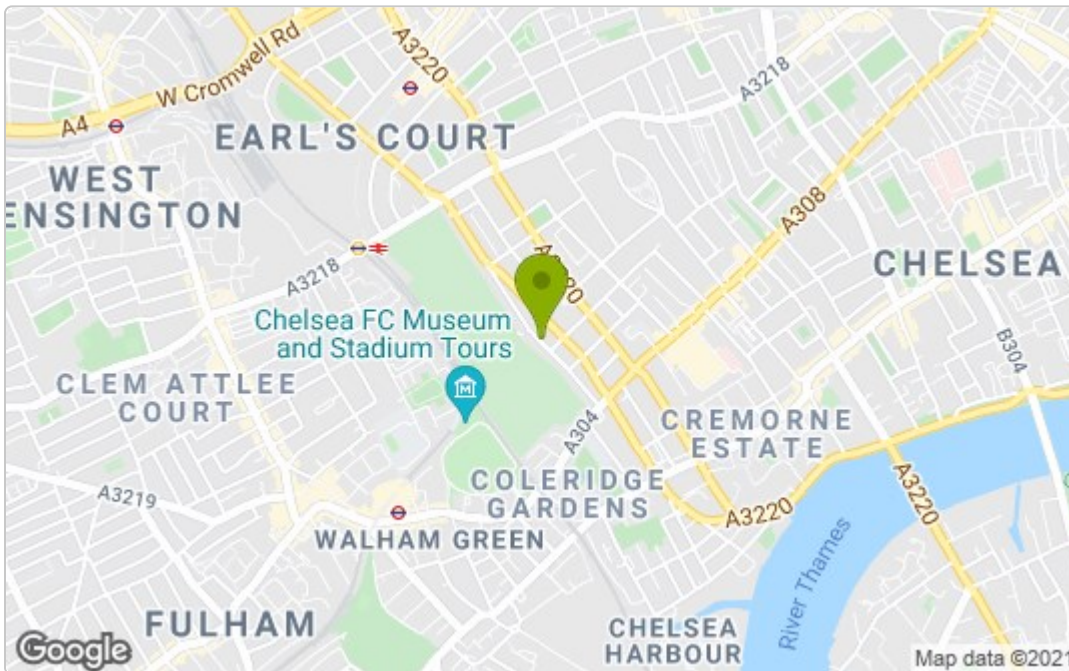 W Cromwell Rd
A3220
A3218
A4
EARL'S COURT
WEST
ENSINGTON
A308
A3218
A3220
CHELSEA
Chelsea FC Museum
and Stadium Tours
B304
CLEM ATTLEE
COURT
CREMORNE
ESTATE
A304
COLERIDGE
GARDENS
A3219
A3220
A3220
WALHAM GREEN
River Thames
FULHAM
CHELSEA
HARBOUR
Google
Map data ©2021